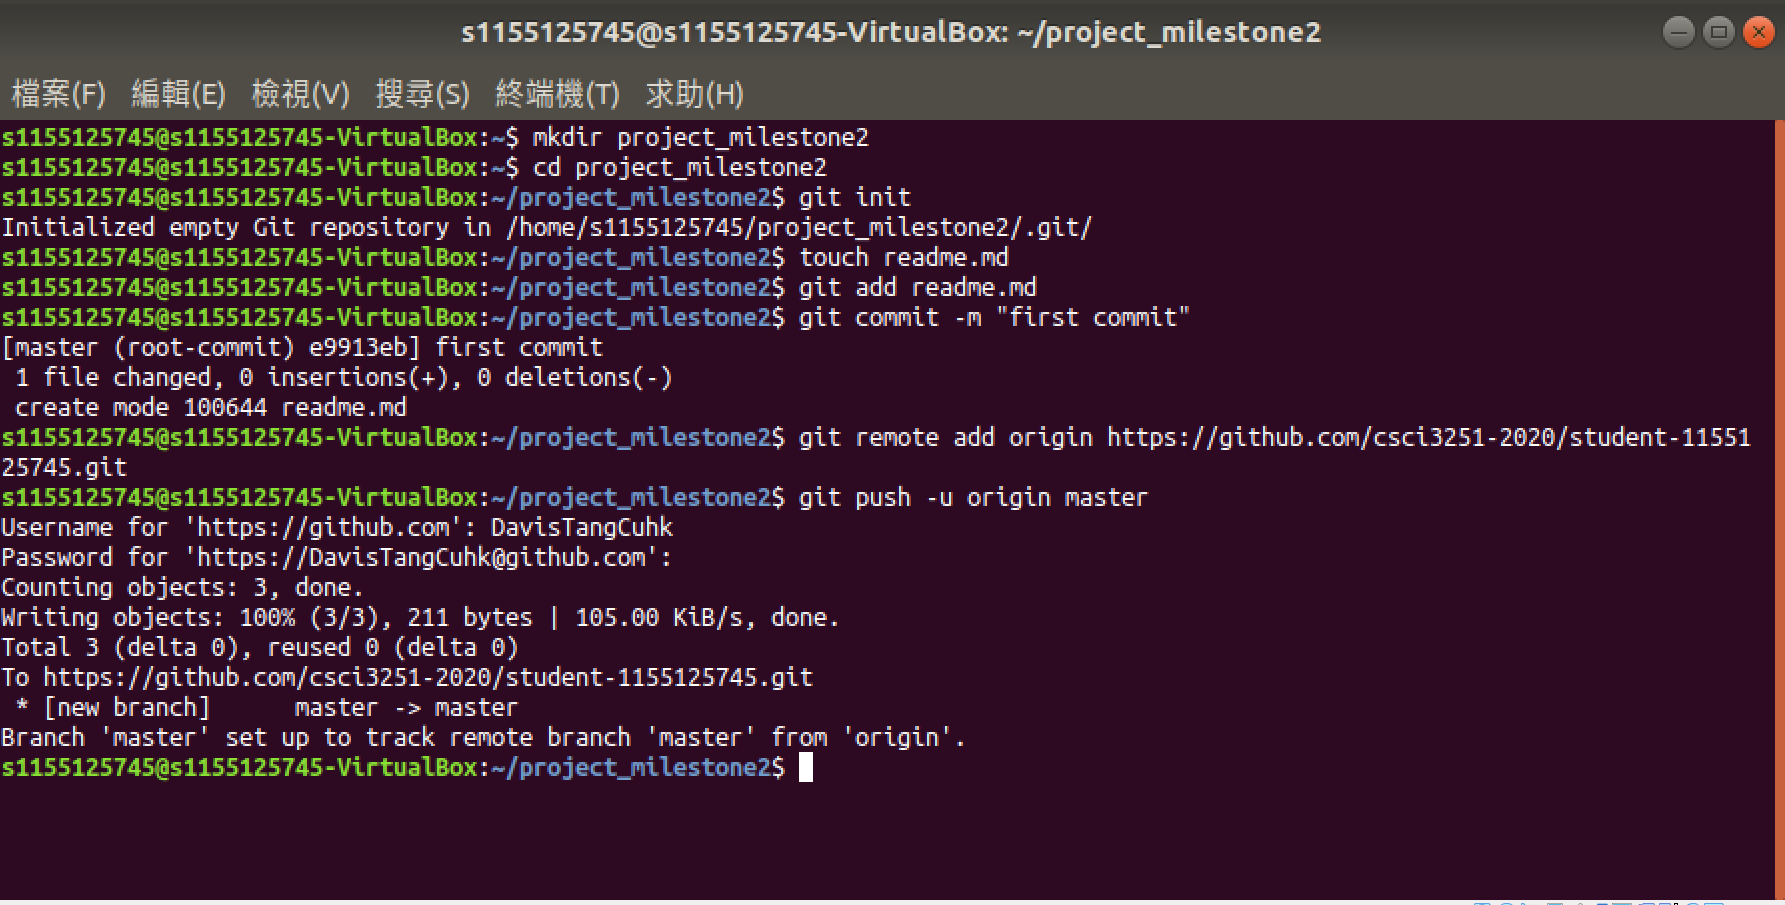 s1155125745@s1155125745-VirtualBox: ~/project_milestone2
檔案(F) 編輯(E) 檢視(V) 搜尋(S) 終端機(T) 求助(H)
s1155125745@s1155125745-VirtualBox:~$ mkdir project_milestone2
s1155125745@s1155125745-VirtualBox:~$ cd project_milestone2
s1155125745@s1155125745-VirtualBox:~/project_milestone2$ git init
Initialized empty Git repository in /home/s1155125745/project_milestone2/.git/
s1155125745@s1155125745-VirtualBox:~/project_milestone2$ touch readme.md
s1155125745@s1155125745-VirtualBox:~/project_milestone2$ git add readme.md
s1155125745@s1155125745-VirtualBox:~/project_milestone2$ git commit -m "first commit"
[master (root-commit) e9913eb] first commit
 1 file changed, 0 insertions(+), 0 deletions(-)
 create mode 100644 readme.md
s1155125745@s1155125745-VirtualBox:~/project_milestone2$ git remote add origin https://github.com/csci3251-2020/student-11551
25745.git
s1155125745@s1155125745-VirtualBox:~/project_milestone2$ git push -u origin master
Username for 'https://github.com': DavisTangCuhk
Password for 'https://DavisTangCuhk@github.com':
Counting objects: 3, done.
Writing objects: 100% (3/3), 211 bytes | 105.00 KiB/s, done.
Total 3 (delta 0), reused 0 (delta 0)
To https://github.com/csci3251-2020/student-1155125745.git
 * [new branch]      master -> master
Branch 'master' set up to track remote branch 'master' from 'origin'.
s1155125745@s1155125745-VirtualBox:~/project_milestone2$